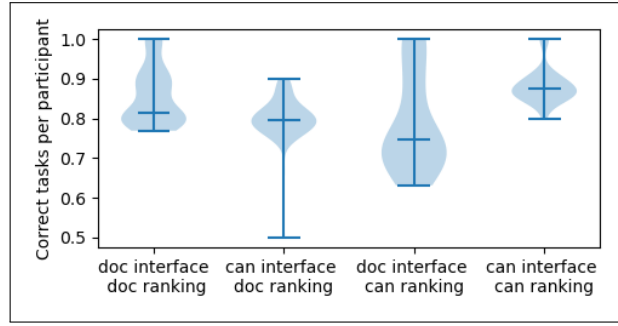 Correct tasks per participant
1.0
0.9
0.8
0.7
0.6
0.5
doc interface can interface doc interface can interface
doc ranking doc ranking can ranking can ranking